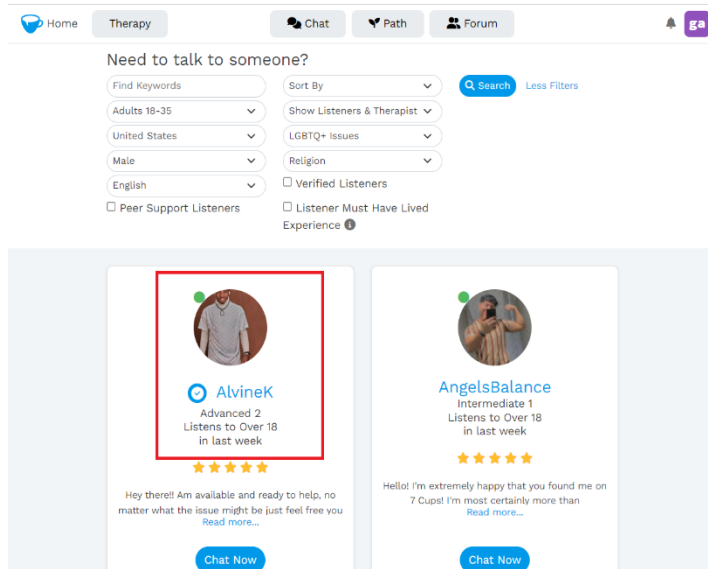 Home Therapy Chat Path Forum ga
Need to talk to someone?
Find Keywords Sort By Search Less Filters
Adults 18-35 Show Listeners & Therapist
United States LGBTQ+ Issues
Male Religion
English Verified Listeners
Peer Support Listeners Listener Must Have Lived
Experience
AlvineK
Advanced 2
Listens to Over 18
in last week
Hey there!! Am available and ready to help, no
matter what the issue might be just feel free you
Read more...
Chat Now
AngelsBalance
Intermediate 1
Listens to Over 18
in last week
Hello! I'm extremely happy that you found me on
7 Cups! I'm most certainly more than
Read more...
Chat Now